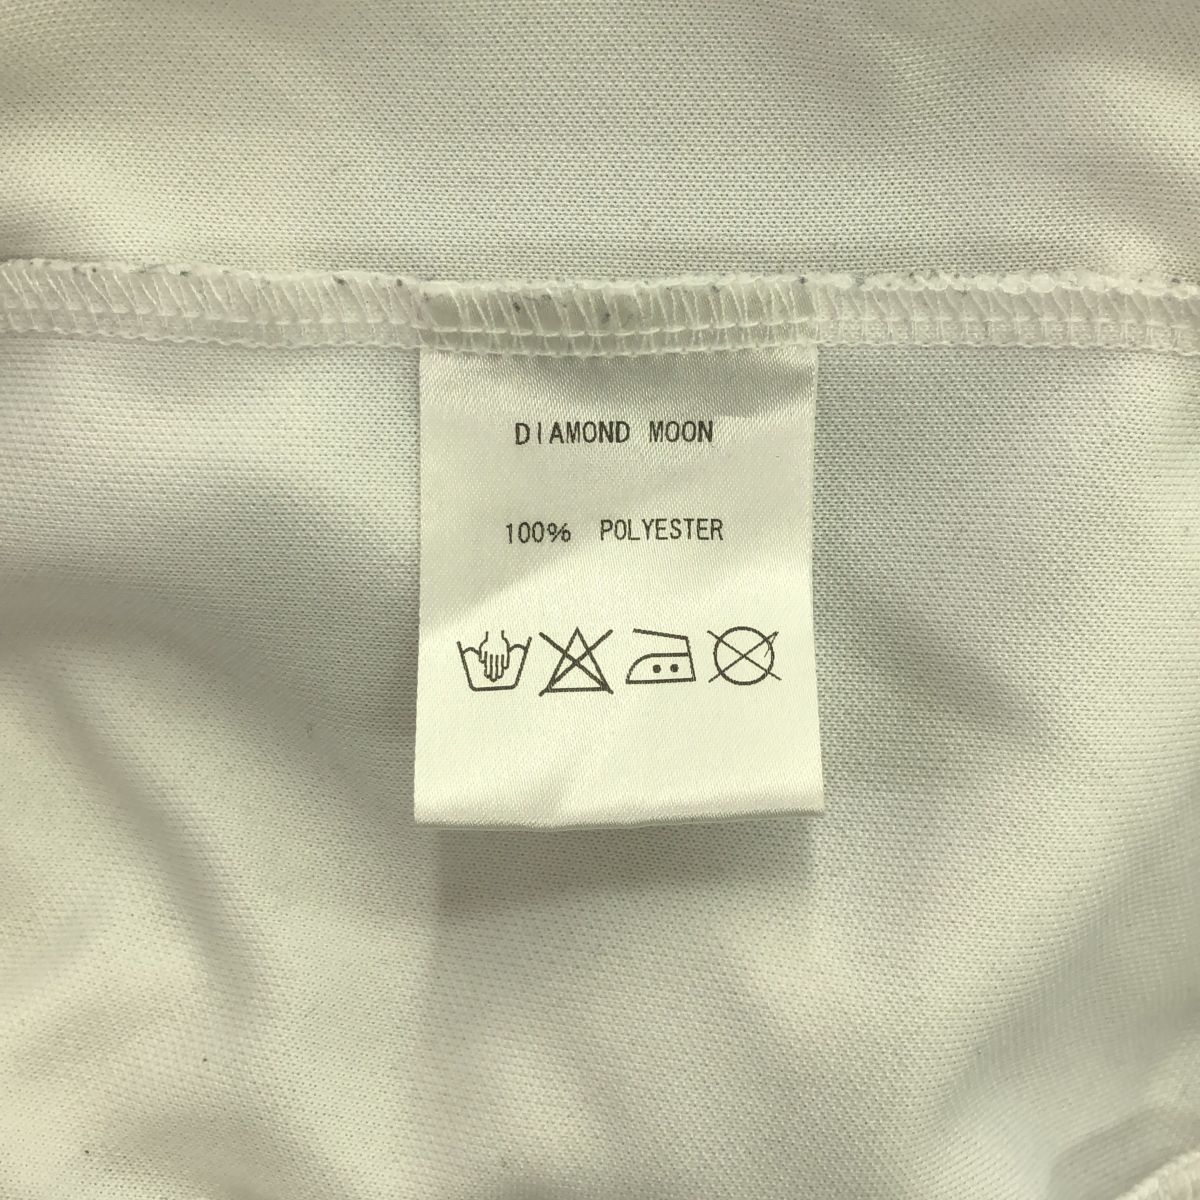 DIAMOND MOON
100% POLYESTER